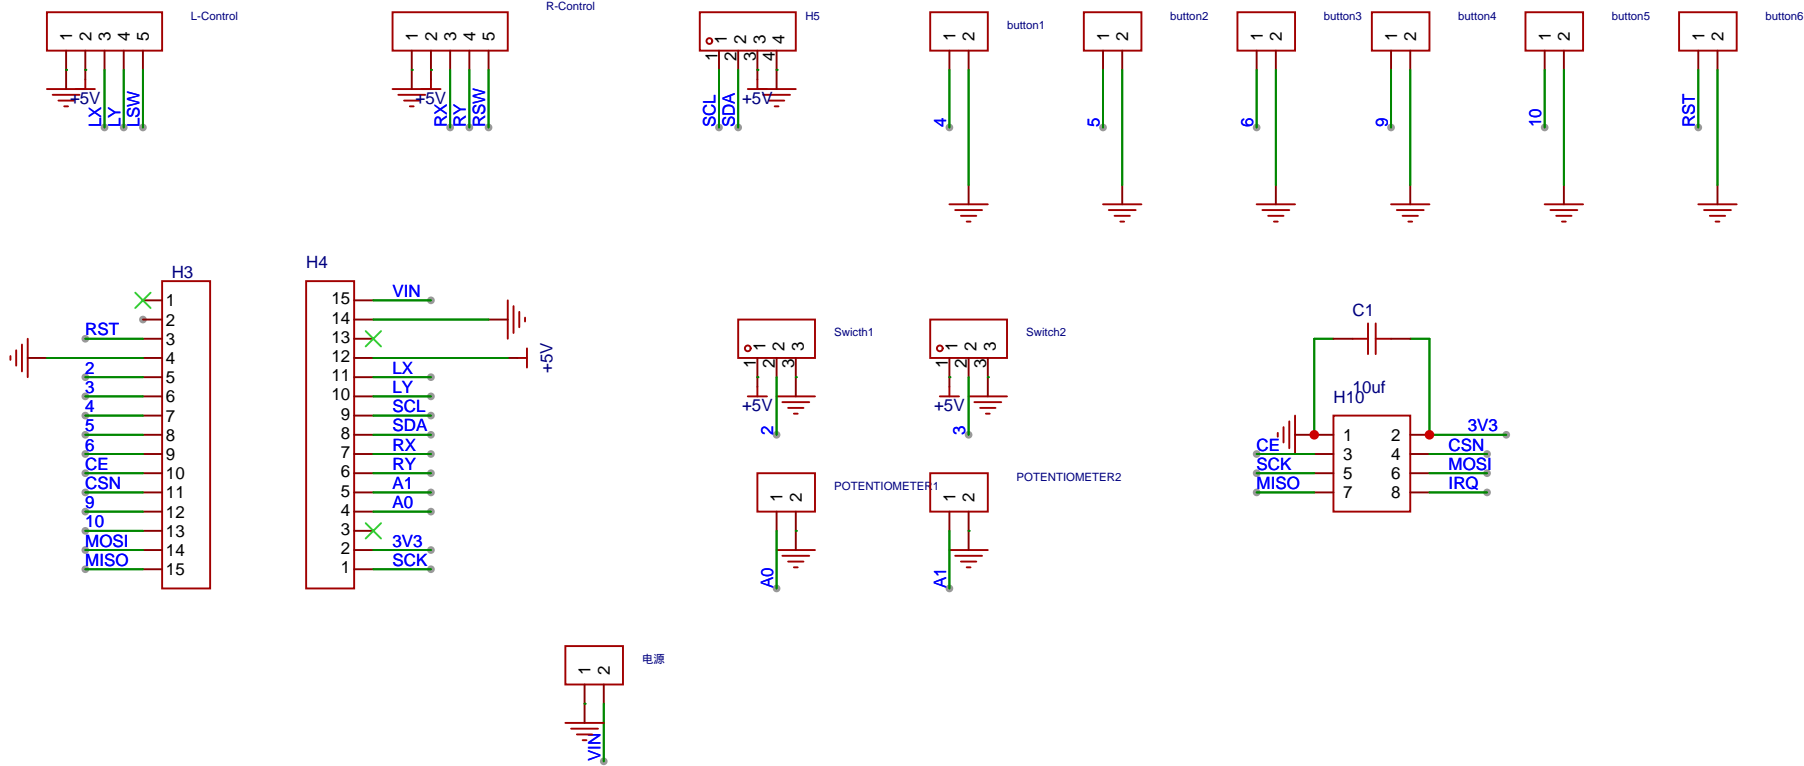 L-Control
1 2 3 4 5
+5V
LX
LY
LSW
R-Control
1 2 3 4 5
+5V
RX
RY
RSW
H5
1 2 3 4
1 2 3 4
SCL
SDA
+5V
button1
1 2
4
button2
1 2
5
button3
1 2
6
button4
1 2
9
button5
1 2
10
button6
1 2
RST
H3
1
2
RST 3
4
2 5
3 6
4 7
5 8
6 9
CE 10
CSN 11
9 12
10 13
MOSI 14
MISO 15
H4
15 VIN
14
13
12 +5V
11 LX
10 LY
9 SCL
8 SDA
7 RX
6 RY
5 A1
4 A0
3
2 3V3
1 SCK
Swicth1
1 2 3
1 2 3
+5V
2
Switch2
1 2 3
1 2 3
+5V
3
POTENTIOMETER1
1 2
A0
POTENTIOMETER2
1 2
A1
C1
10uf
H10
1 2 3V3
CE 3 4 CSN
SCK 5 6 MOSI
MISO 7 8 IRQ
电源
1 2
VIN